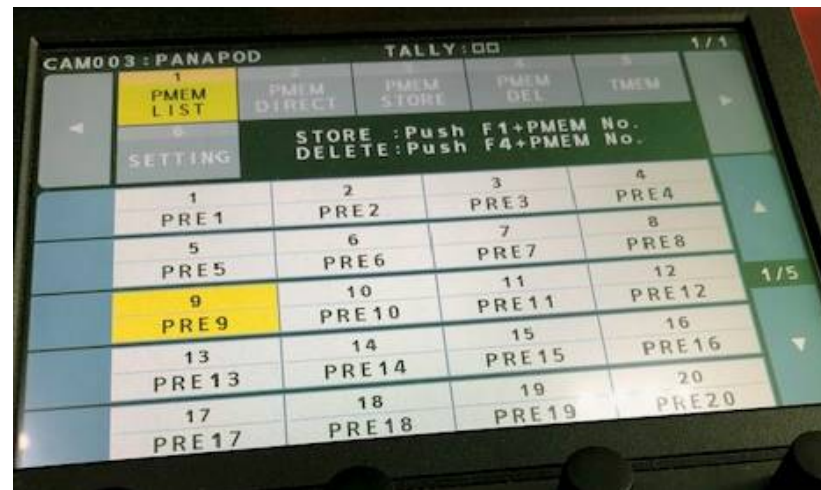 CAM003:PANAPOD TALLY:□□ 1/1
1 2 3 4 5
PMEM LIST PMEM DIRECT PMEM STORE PMEM DEL TMEM
6
SETTING
STORE :Push F1+PMEM No.
DELETE:Push F4+PMEM No.
1 2 3 4
PRE1 PRE2 PRE3 PRE4
5 6 7 8
PRE5 PRE6 PRE7 PRE8
1/5
9 10 11 12
PRE9 PRE10 PRE11 PRE12
13 14 15 16
PRE13 PRE14 PRE15 PRE16
17 18 19 20
PRE17 PRE18 PRE19 PRE20